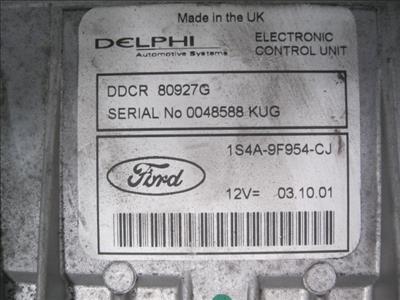 Made in the UK
DELPHI
Automotive Systems
ELECTRONIC
CONTROL UNIT
DDCR 80927G
SERIAL No 0048588 KUG
1S4A-9F954-CJ
Ford
12V= 03.10.01